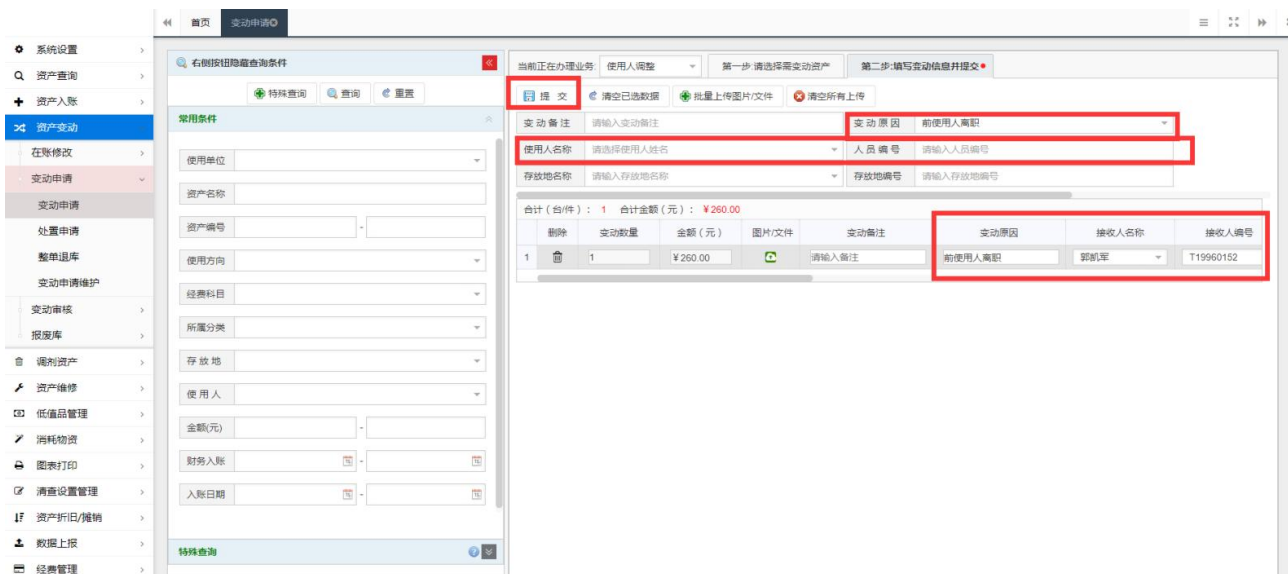 首页 变动申请
系统设置
资产查询
资产入账
资产变动
在账修改
变动申请
变动申请
处置申请
整单退库
变动申请维护
变动审核
报废库
调剂资产
资产维修
低值品管理
消耗物资
图表打印
清查设置管理
资产折旧/摊销
数据上报
经费管理
右侧按钮隐藏查询条件
特殊查询 查询 重置
常用条件
使用单位
资产名称
资产编号 -
使用方向
经费科目
所属分类
存放地
使用人
金额(元) -
财务入账 -
入账日期 -
特殊查询
当前正在办理业务: 使用人调整 第一步:请选择需变动资产 第二步:填写变动信息并提交
提交 清空已选数据 批量上传图片/文件 清空所有上传
变动备注 请输入变动备注 变动原因 前使用人离职
使用人名称 请选择使用人姓名 人员编号 请输入人员编号
存放地名称 请输入存放地名称 存放地编号 请输入存放地编号
合计(台/件): 1 合计金额(元): ¥260.00
删除 变动数量 金额(元) 图片/文件 变动备注 变动原因 接收人名称 接收人编号
1 1 ¥260.00 请输入备注 前使用人离职 郭凯军 T19960152